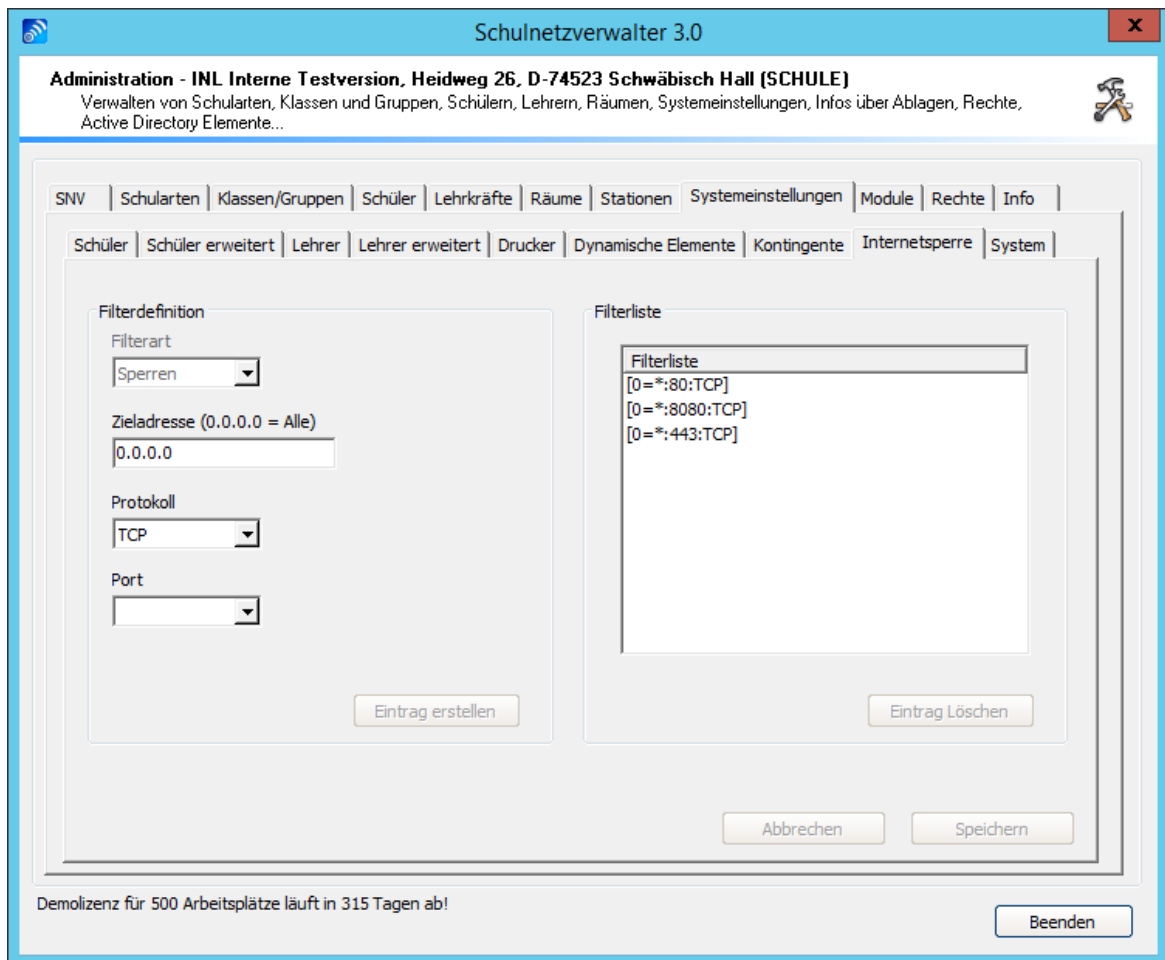 Schulnetzverwalter 3.0
x
Administration - INL Interne Testversion, Heidweg 26, D-74523 Schwäbisch Hall (SCHULE)
Verwalten von Schularten, Klassen und Gruppen, Schülern, Lehrern, Räumen, Systemeinstellungen, Infos über Ablagen, Rechte,
Active Directory Elemente...
SNV Schularten Klassen/Gruppen Schüler Lehrkräfte Räume Stationen Systemeinstellungen Module Rechte Info
Schüler Schüler erweitert Lehrer Lehrer erweitert Drucker Dynamische Elemente Kontingente Internetsperre System
Filterdefinition
Filterart
Sperren
Zieladresse (0.0.0.0 = Alle)
0.0.0.0
Protokoll
TCP
Port
Eintrag erstellen
Filterliste
Filterliste
[0=*:80:TCP]
[0=*:8080:TCP]
[0=*:443:TCP]
Eintrag Löschen
Abbrechen Speichern
Demolizenz für 500 Arbeitsplätze läuft in 315 Tagen ab!
Beenden